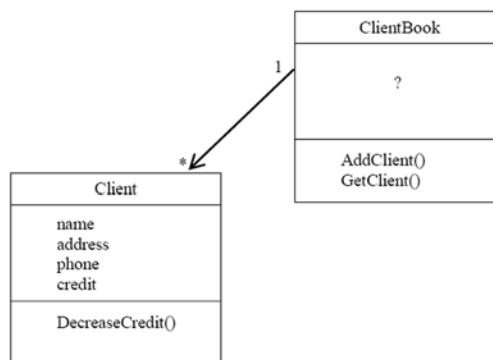 ClientBook
?
AddClient()
GetClient()
1
*
Client
name
address
phone
credit
DecreaseCredit()